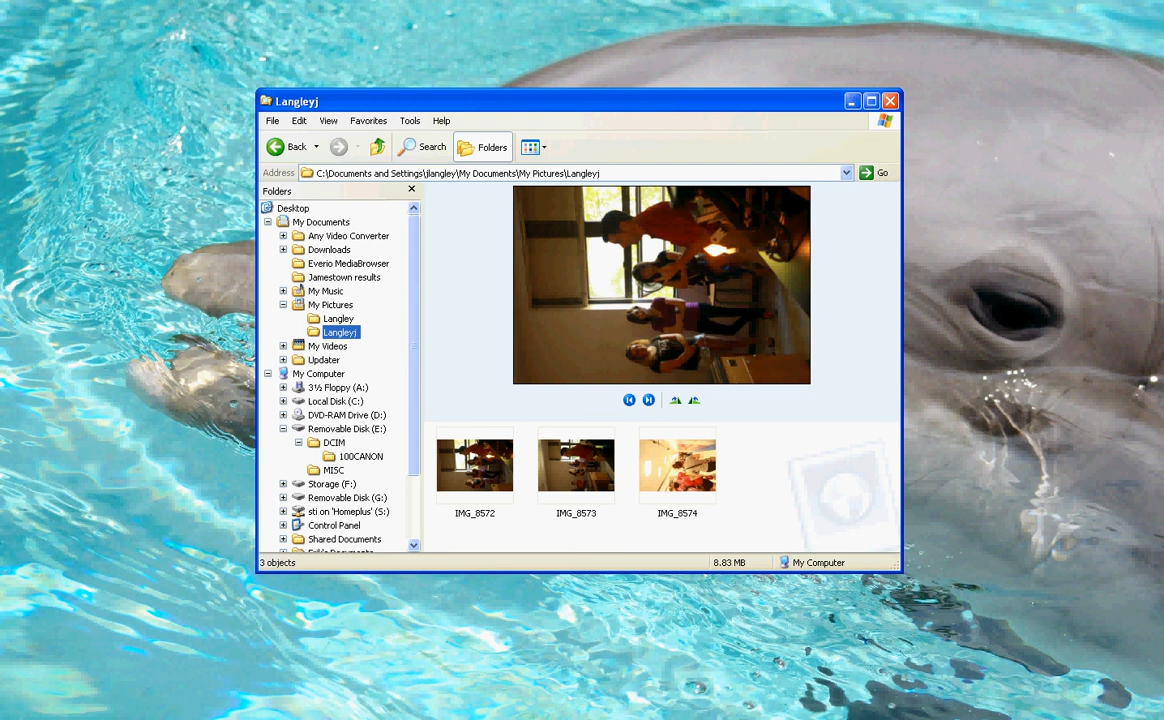 Langleyj
File Edit View Favorites Tools Help
Back Search Folders
Address C:\Documents and Settings\jlangley\My Documents\My Pictures\Langleyj Go
Folders
Desktop
My Documents
Any Video Converter
Downloads
Everio MediaBrowser
Jamestown results
My Music
My Pictures
Langley
Langleyj
My Videos
Updater
My Computer
3½ Floppy (A:)
Local Disk (C:)
DVD-RAM Drive (D:)
Removable Disk (E:)
DCIM
100CANON
MISC
Storage (F:)
Removable Disk (G:)
sti on 'Homeplus' (S:)
Control Panel
Shared Documents
IMG_8572 IMG_8573 IMG_8574
3 objects 8.83 MB My Computer